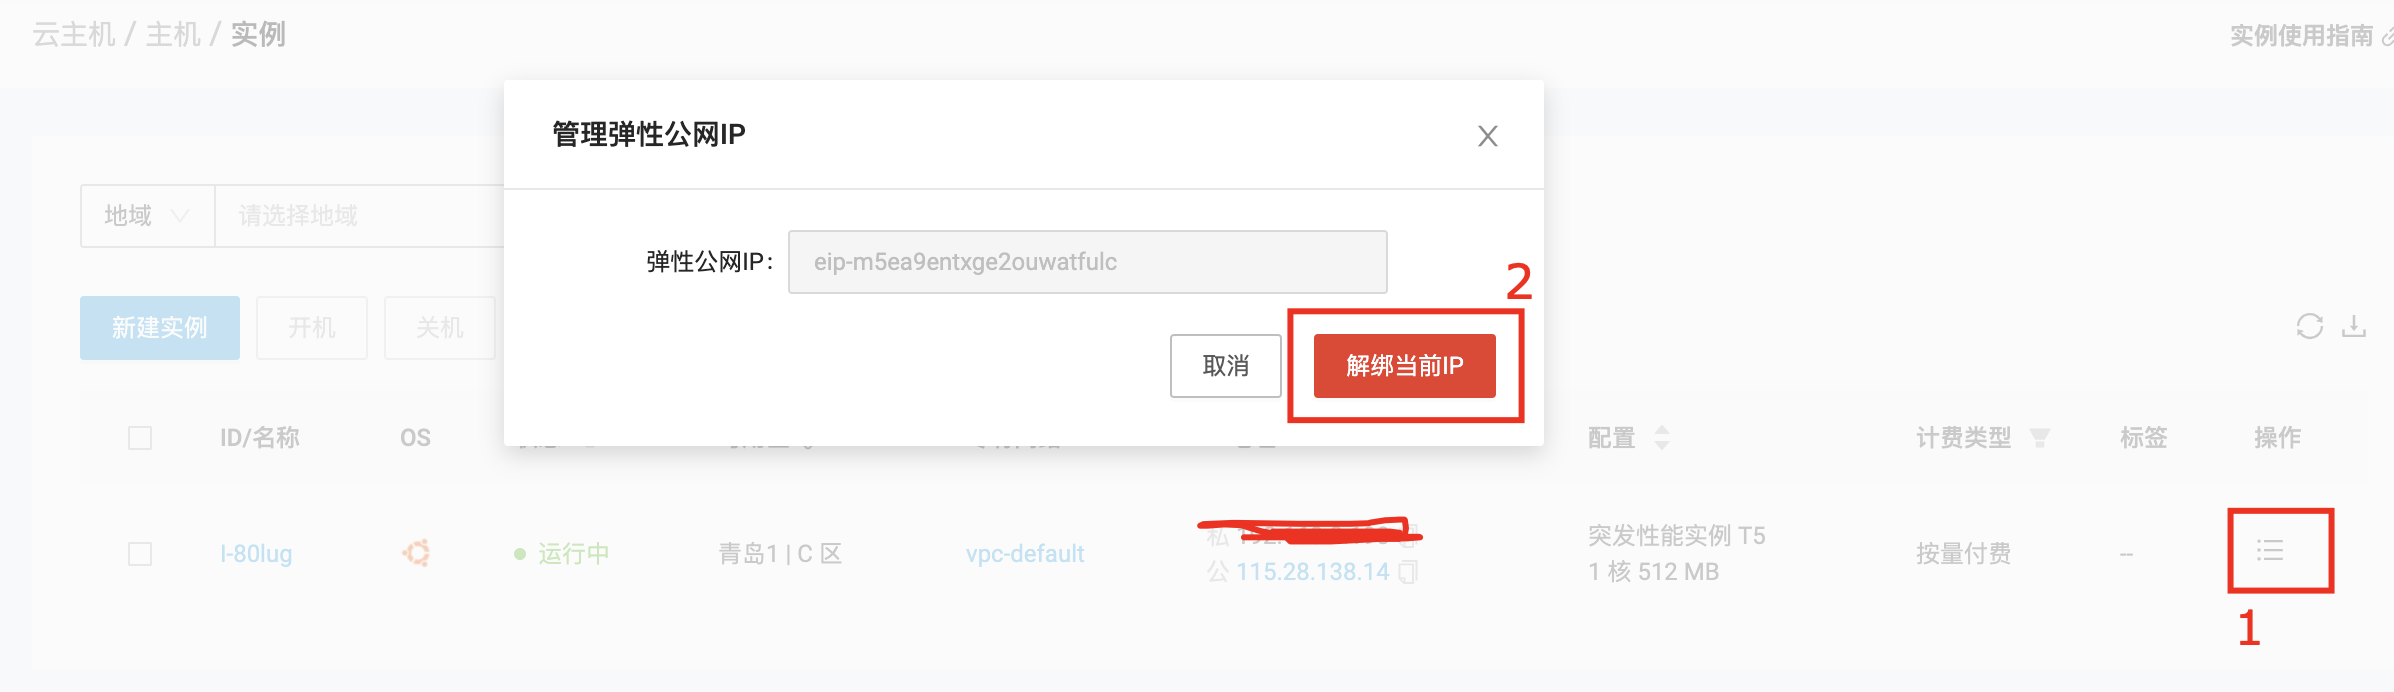 云主机 / 主机 / 实例
实例使用指南
管理弹性公网IP
地域
请选择地域
弹性公网IP：
eip-m5ea9entxge2ouwatfulc
2
新建实例
开机
关机
取消
解绑当前IP
ID/名称
OS
配置
计费类型
标签
操作
I-80lug
运行中
青岛1 | C 区
vpc-default
私
公 115.28.138.14
突发性能实例 T5
1 核 512 MB
按量付费
--
1